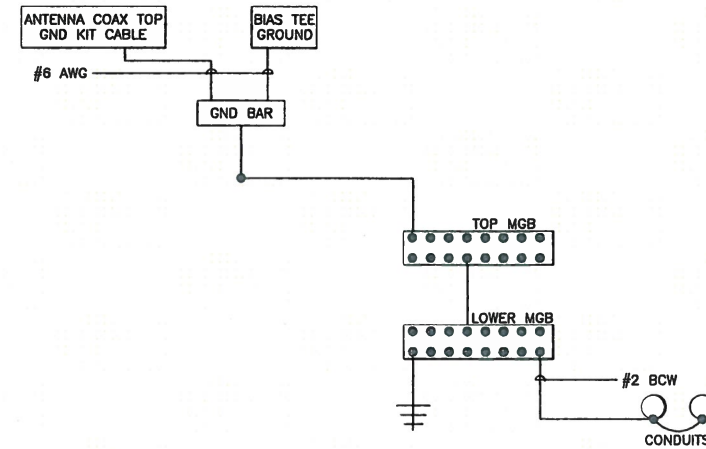 ANTENNA COAX TOP
GND KIT CABLE
BIAS TEE
GROUND
#6 AWG
GND BAR
TOP MGB
LOWER MGB
#2 BCW
CONDUITS